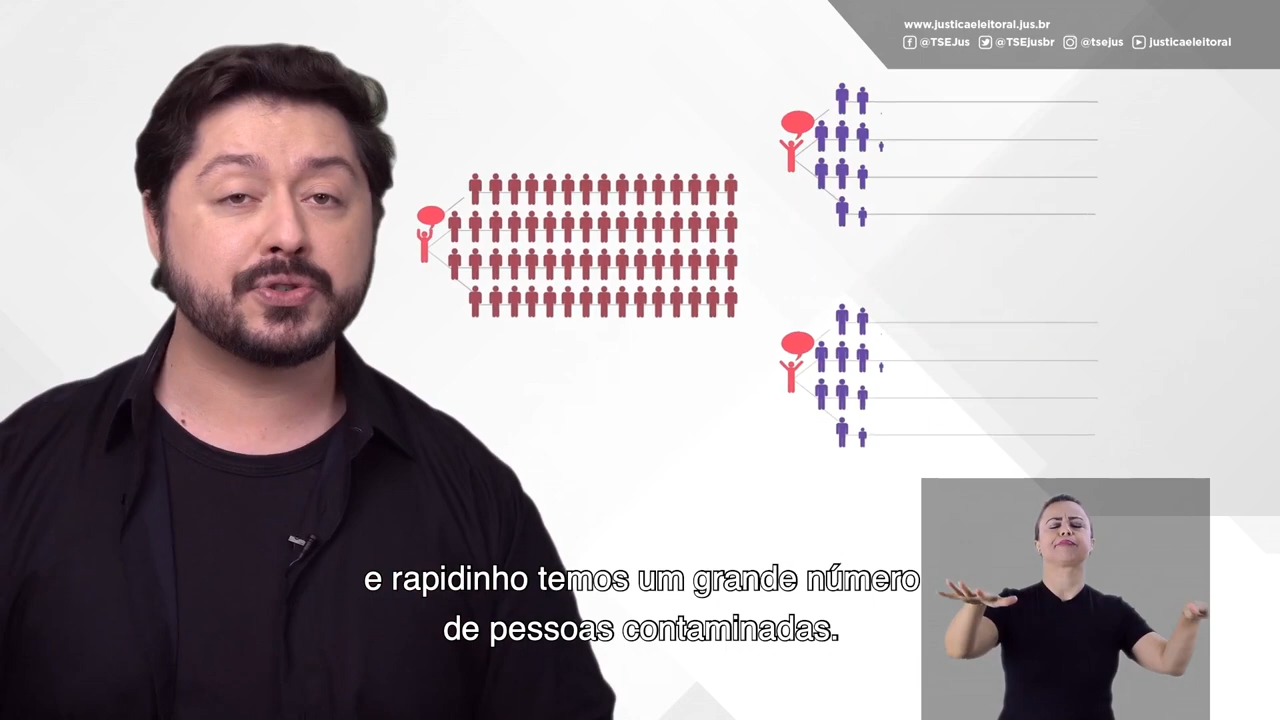 www.justicaeleitoral.jus.br
@TSEJus @TSEjusbr @tsejus justicaeleitoral
e rapidinho temos um grande número
de pessoas contaminadas.